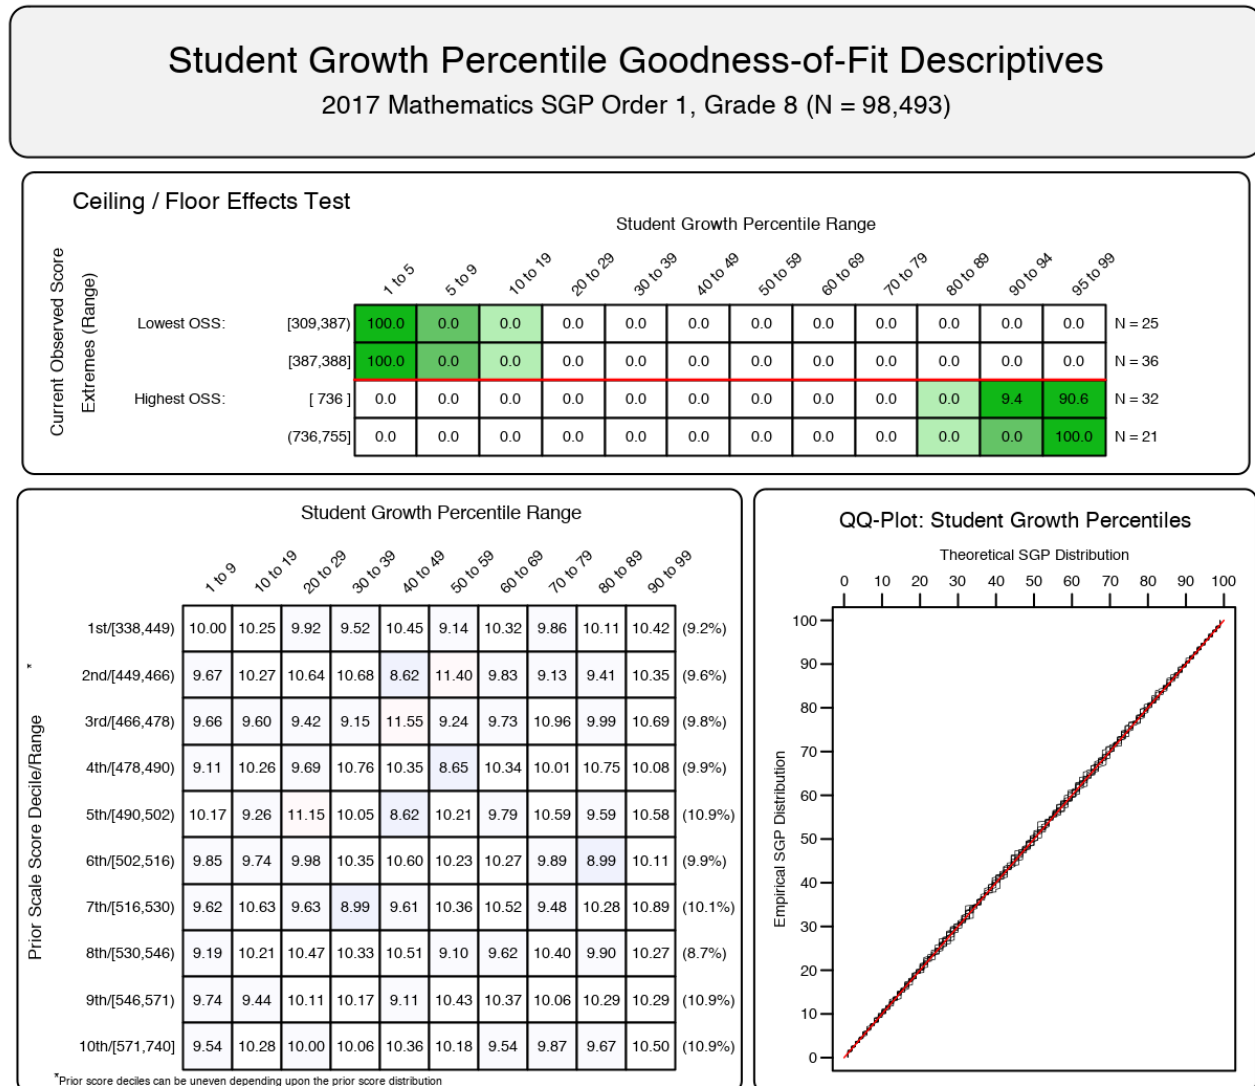 Student Growth Percentile Goodness-of-Fit Descriptives
2017 Mathematics SGP Order 1, Grade 8 (N = 98,493)
Ceiling / Floor Effects Test
Student Growth Percentile Range
Current Observed Score
Extremes (Range)
1 to 5 5 to 9 10 to 19 20 to 29 30 to 39 40 to 49 50 to 59 60 to 69 70 to 79 80 to 89 90 to 94 95 to 99
Lowest OSS: [309,387) 100.0 0.0 0.0 0.0 0.0 0.0 0.0 0.0 0.0 0.0 0.0 0.0 N = 25
[387,388] 100.0 0.0 0.0 0.0 0.0 0.0 0.0 0.0 0.0 0.0 0.0 0.0 N = 36
Highest OSS: [ 736 ] 0.0 0.0 0.0 0.0 0.0 0.0 0.0 0.0 0.0 0.0 9.4 90.6 N = 32
(736,755] 0.0 0.0 0.0 0.0 0.0 0.0 0.0 0.0 0.0 0.0 0.0 100.0 N = 21
Student Growth Percentile Range
1 to 9 10 to 19 20 to 29 30 to 39 40 to 49 50 to 59 60 to 69 70 to 79 80 to 89 90 to 99
Prior Scale Score Decile/Range *
1st/[338,449) 10.00 10.25 9.92 9.52 10.45 9.14 10.32 9.86 10.11 10.42 (9.2%)
2nd/[449,466) 9.67 10.27 10.64 10.68 8.62 11.40 9.83 9.13 9.41 10.35 (9.6%)
3rd/[466,478) 9.66 9.60 9.42 9.15 11.55 9.24 9.73 10.96 9.99 10.69 (9.8%)
4th/[478,490) 9.11 10.26 9.69 10.76 10.35 8.65 10.34 10.01 10.75 10.08 (9.9%)
5th/[490,502) 10.17 9.26 11.15 10.05 8.62 10.21 9.79 10.59 9.59 10.58 (10.9%)
6th/[502,516) 9.85 9.74 9.98 10.35 10.60 10.23 10.27 9.89 8.99 10.11 (9.9%)
7th/[516,530) 9.62 10.63 9.63 8.99 9.61 10.36 10.52 9.48 10.28 10.89 (10.1%)
8th/[530,546) 9.19 10.21 10.47 10.33 10.51 9.10 9.62 10.40 9.90 10.27 (8.7%)
9th/[546,571) 9.74 9.44 10.11 10.17 9.11 10.43 10.37 10.06 10.29 10.29 (10.9%)
10th/[571,740] 9.54 10.28 10.00 10.06 10.36 10.18 9.54 9.87 9.67 10.50 (10.9%)
*Prior score deciles can be uneven depending upon the prior score distribution
QQ-Plot: Student Growth Percentiles
Theoretical SGP Distribution
0 10 20 30 40 50 60 70 80 90 100
Empirical SGP Distribution
100
90
80
70
60
50
40
30
20
10
0